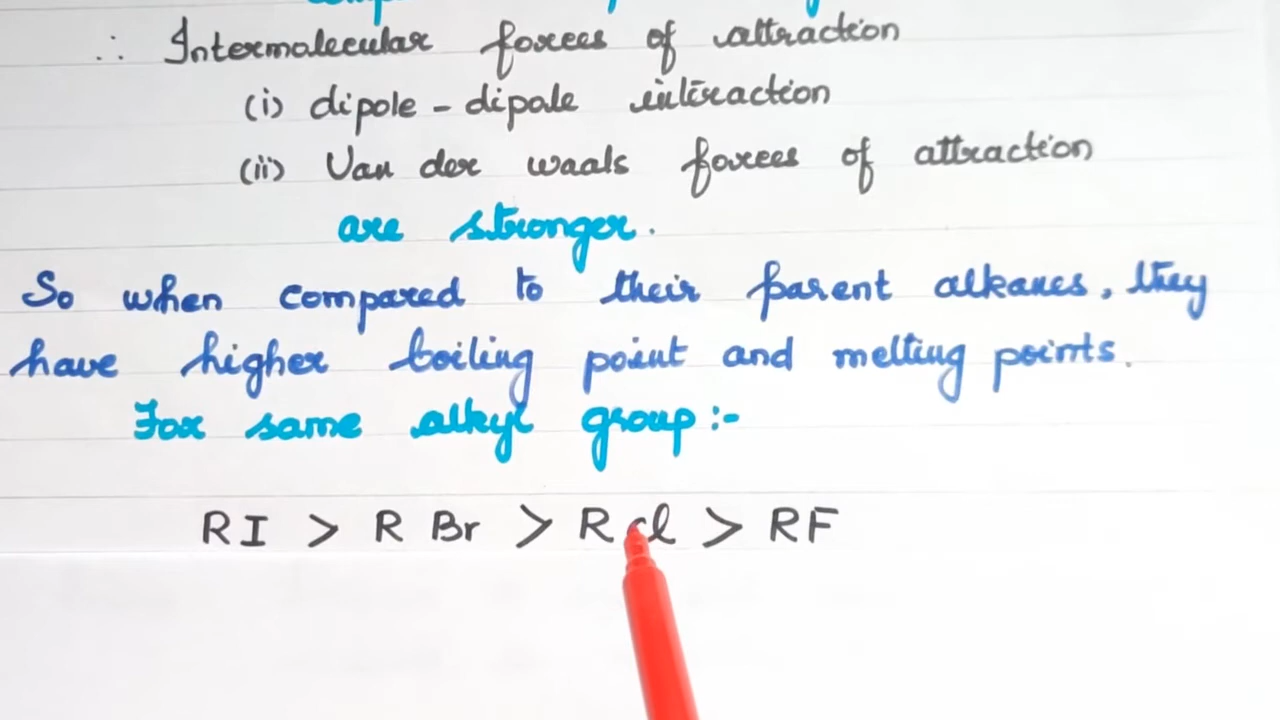 ∴ Intermolecular forces of attraction
(i) dipole - dipole interaction
(ii) Van der waals forces of attraction
are stronger.
So when compared to their parent alkanes, they
have higher boiling point and melting points.
For same alkyl group :-
RI > R Br > R Cl > RF